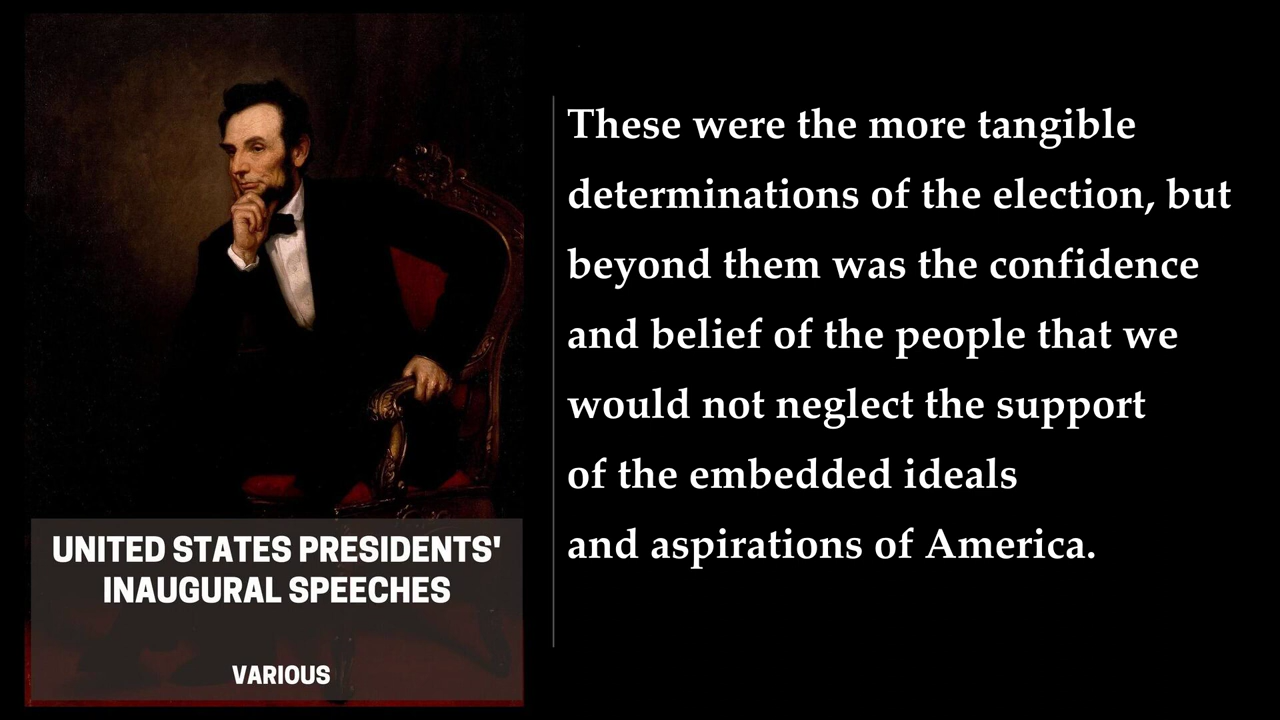 These were the more tangible
determinations of the election, but
beyond them was the confidence
and belief of the people that we
would not neglect the support
of the embedded ideals
and aspirations of America.
UNITED STATES PRESIDENTS'
INAUGURAL SPEECHES
VARIOUS